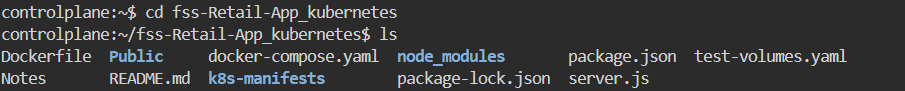 controlplane:~$ cd fss-Retail-App_kubernetes
controlplane:~/fss-Retail-App_kubernetes$ ls
Dockerfile Public docker-compose.yaml node_modules package.json test-volumes.yaml
Notes README.md k8s-manifests package-lock.json server.js